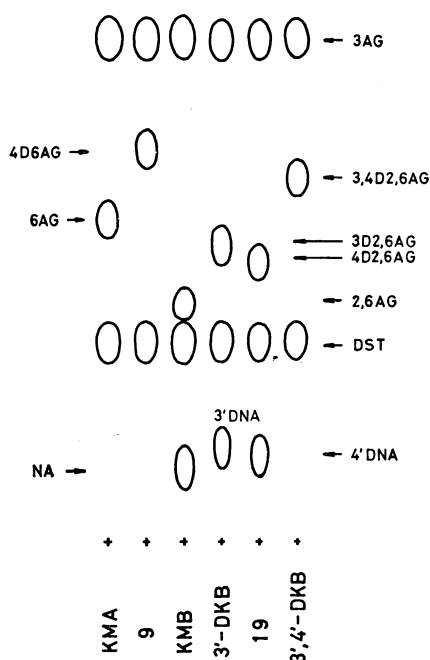 ← 3AG
4D6AG →
← 3,4D2,6AG
6AG →
← 3D2,6AG
← 4D2,6AG
← 2,6AG
← DST
3'DNA
← 4'DNA
NA →
+ + + + + +
KMA
9
KMB
3'-DKB
19
3',4'-DKB